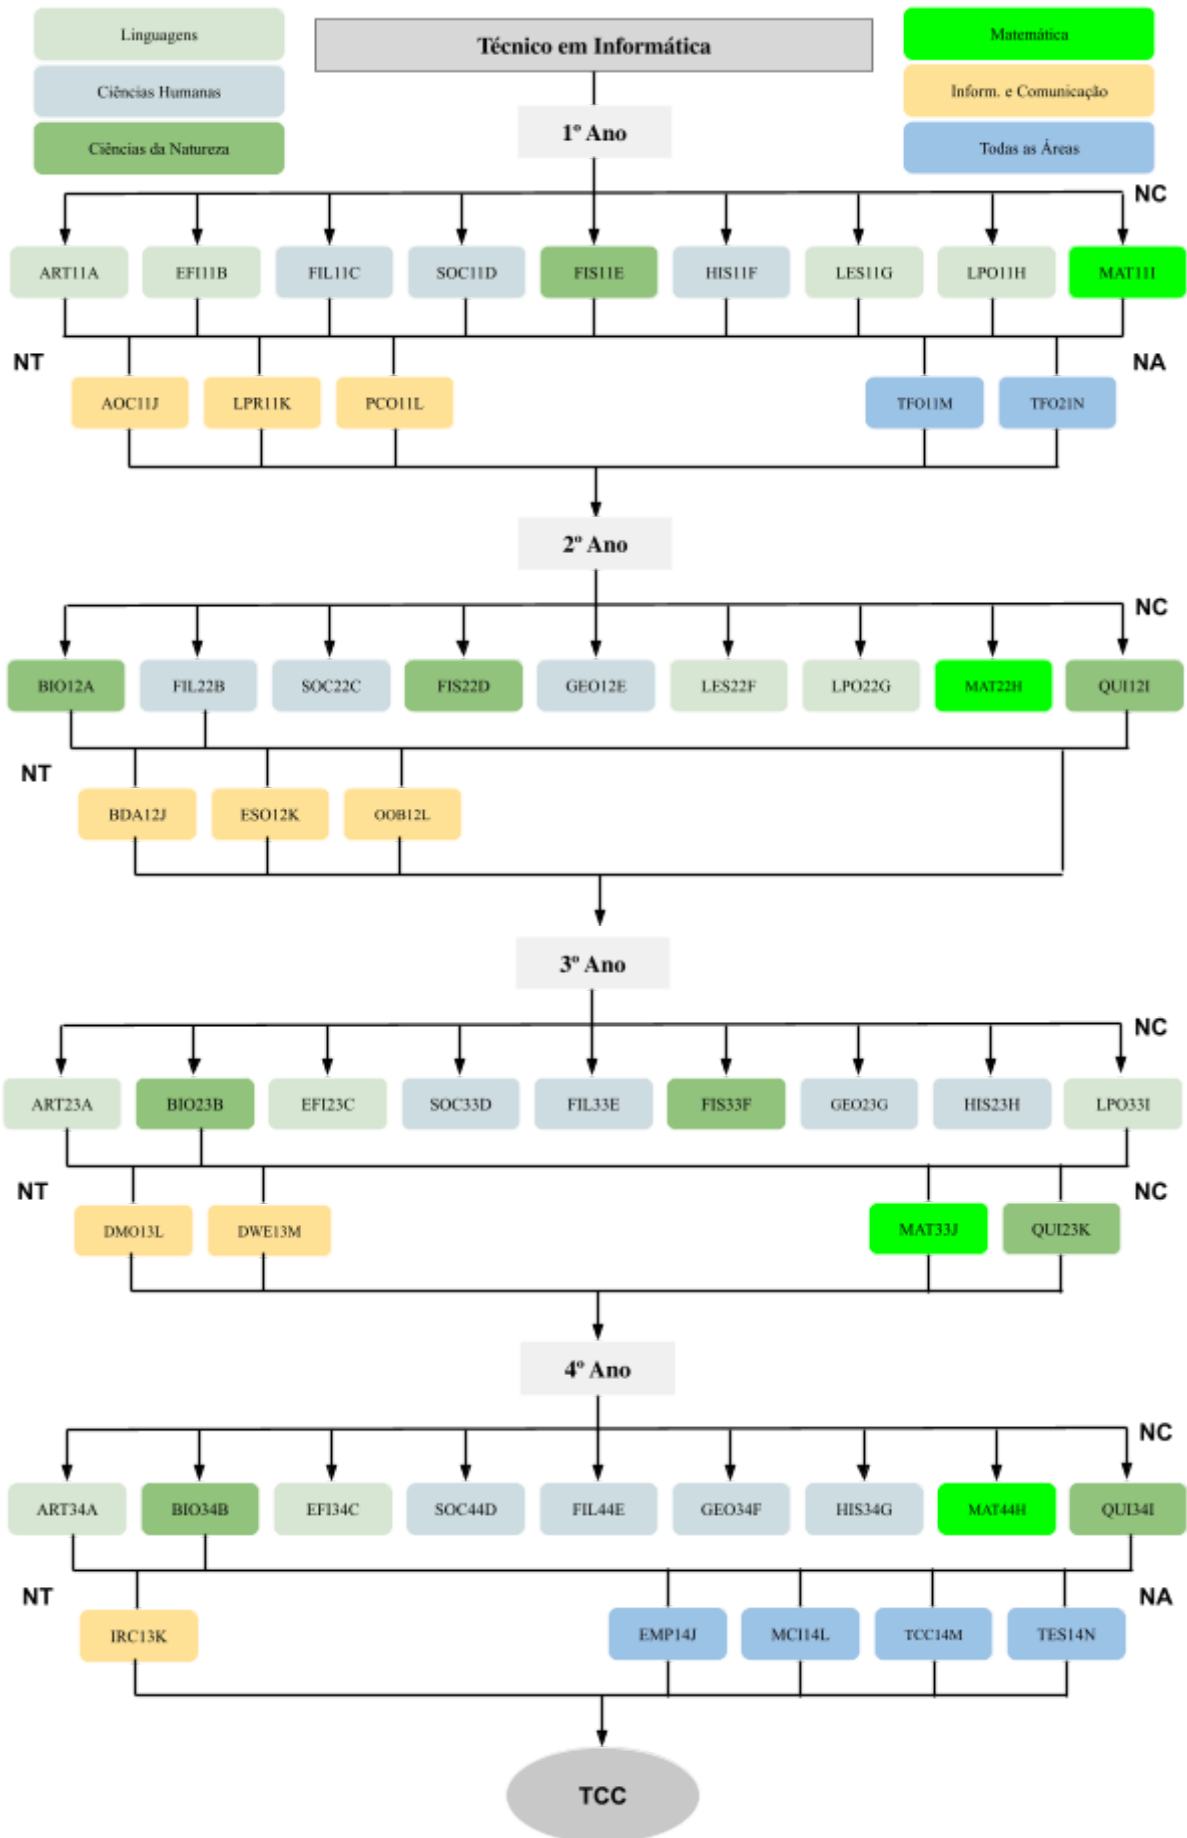 Linguagens
Técnico em Informática
Matemática
Ciências Humanas
Inform. e Comunicação
1º Ano
Ciências da Natureza
Todas as Áreas
NC
ART11A
EFI11B
FIL11C
SOC11D
FIS11E
HIS11F
LES11G
LPO11H
MAT11I
NT
NA
AOC11J
LPR11K
PCO11L
TFO11M
TFO21N
2º Ano
NC
BIO12A
FIL22B
SOC22C
FIS22D
GEO12E
LES22F
LPO22G
MAT22H
QUI12I
NT
BDA12J
ESO12K
OOB12L
3º Ano
NC
ART23A
BIO23B
EFI23C
SOC33D
FIL33E
FIS33F
GEO23G
HIS23H
LPO33I
NT
NC
DMO13L
DWE13M
MAT33J
QUI23K
4º Ano
NC
ART34A
BIO34B
EFI34C
SOC44D
FIL44E
GEO34F
HIS34G
MAT44H
QUI34I
NT
NA
IRC13K
EMP14J
MCI14L
TCC14M
TES14N
TCC